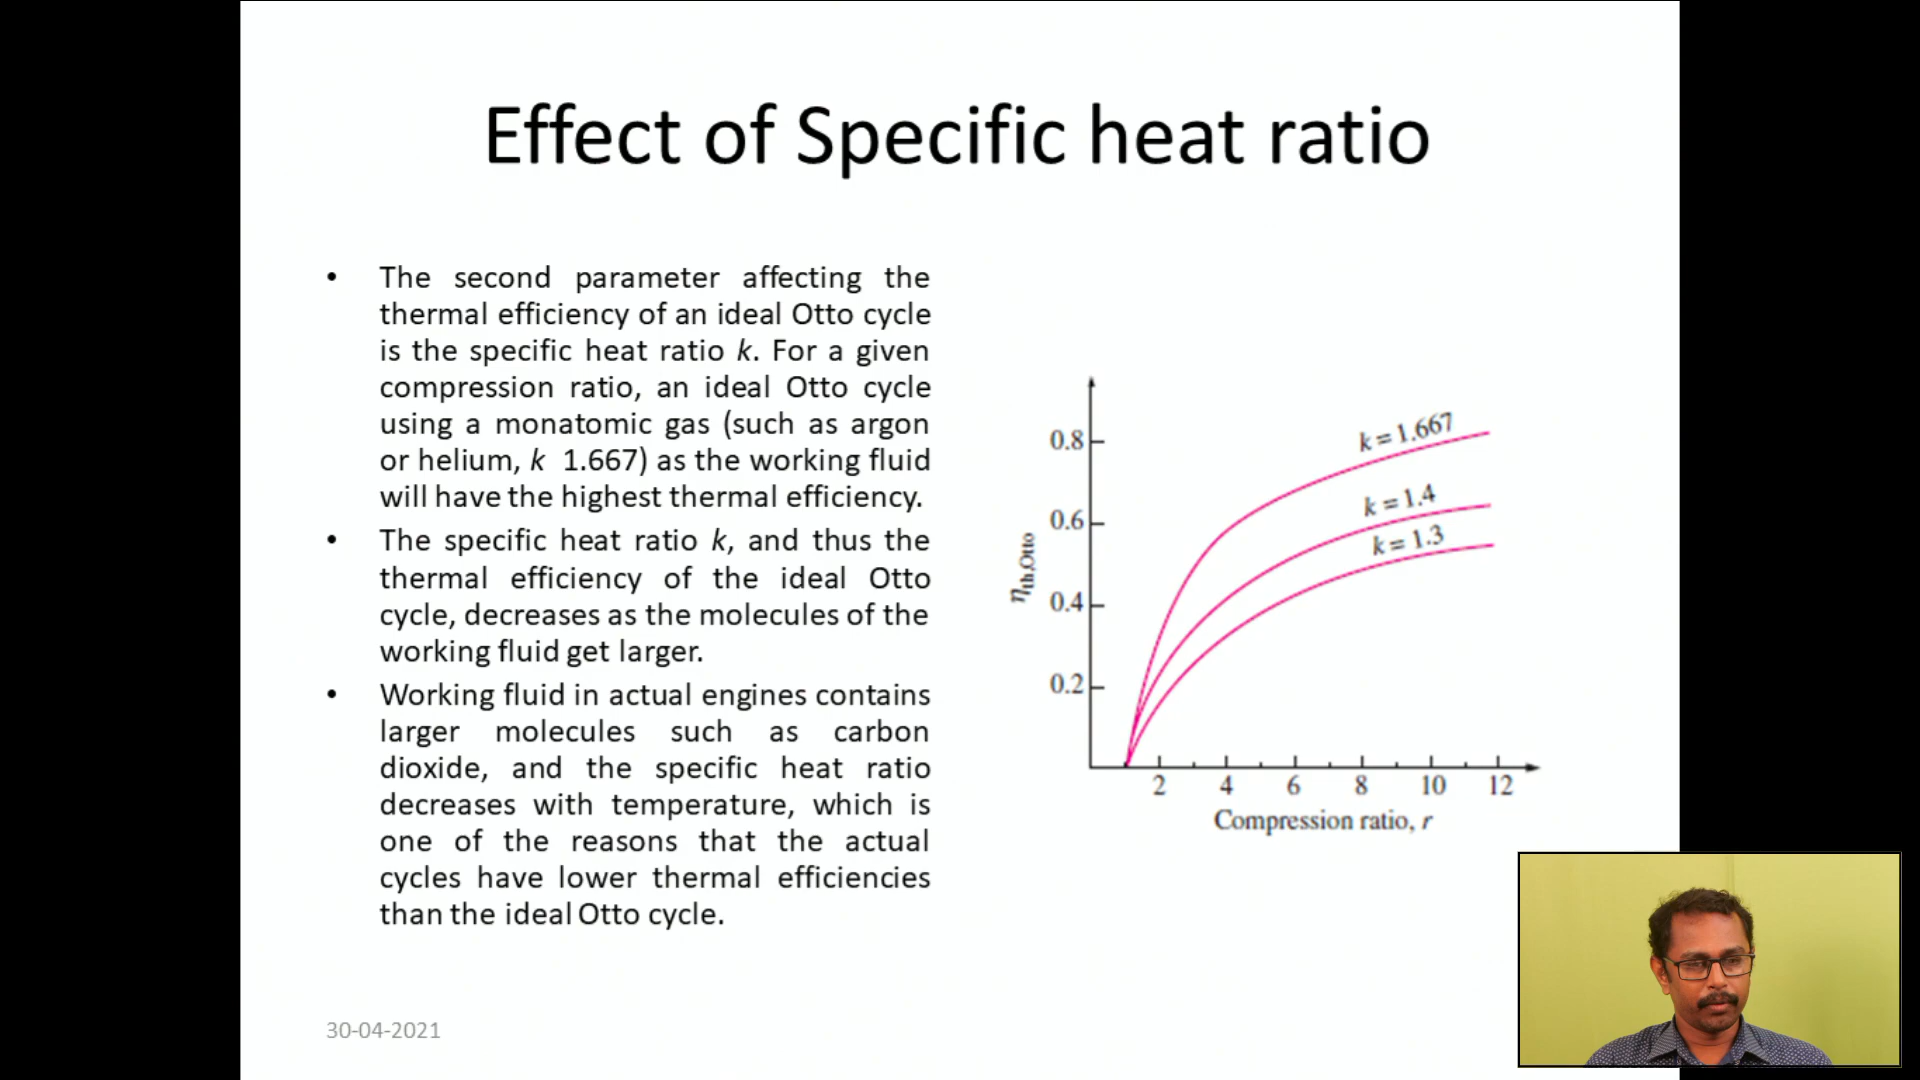 Effect of Specific heat ratio
• The second parameter affecting the
thermal efficiency of an ideal Otto cycle
is the specific heat ratio k. For a given
compression ratio, an ideal Otto cycle
using a monatomic gas (such as argon
or helium, k 1.667) as the working fluid
will have the highest thermal efficiency.
• The specific heat ratio k, and thus the
thermal efficiency of the ideal Otto
cycle, decreases as the molecules of the
working fluid get larger.
• Working fluid in actual engines contains
larger molecules such as carbon
dioxide, and the specific heat ratio
decreases with temperature, which is
one of the reasons that the actual
cycles have lower thermal efficiencies
than the ideal Otto cycle.
0.8
0.6
0.4
0.2
ηth,Otto
k = 1.667
k = 1.4
k = 1.3
2 4 6 8 10 12
Compression ratio, r
30-04-2021